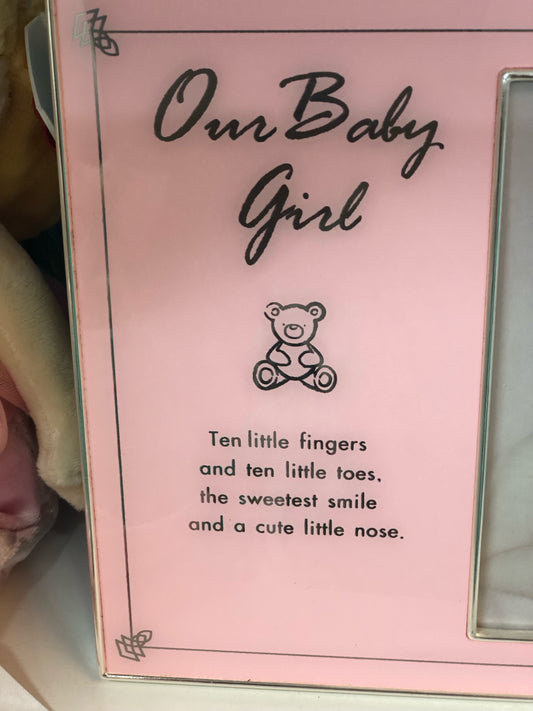 Our Baby
Girl
Ten little fingers
and ten little toes,
the sweetest smile
and a cute little nose.